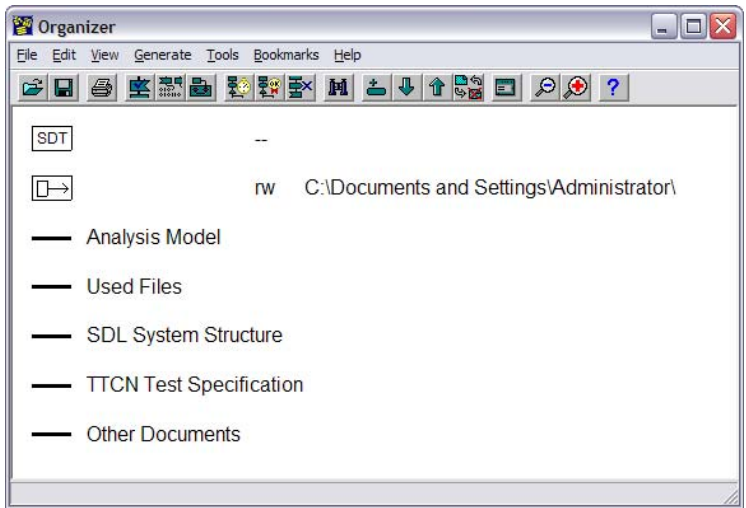 Organizer
File Edit View Generate Tools Bookmarks Help
SDT --
rw C:\Documents and Settings\Administrator\
Analysis Model
Used Files
SDL System Structure
TTCN Test Specification
Other Documents